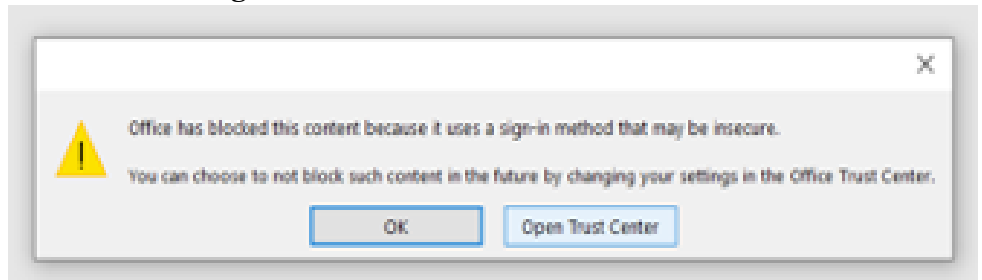 Office has blocked this content because it uses a sign-in method that may be insecure.
You can choose to not block such content in the future by changing your settings in the Office Trust Center.
OK
Open Trust Center